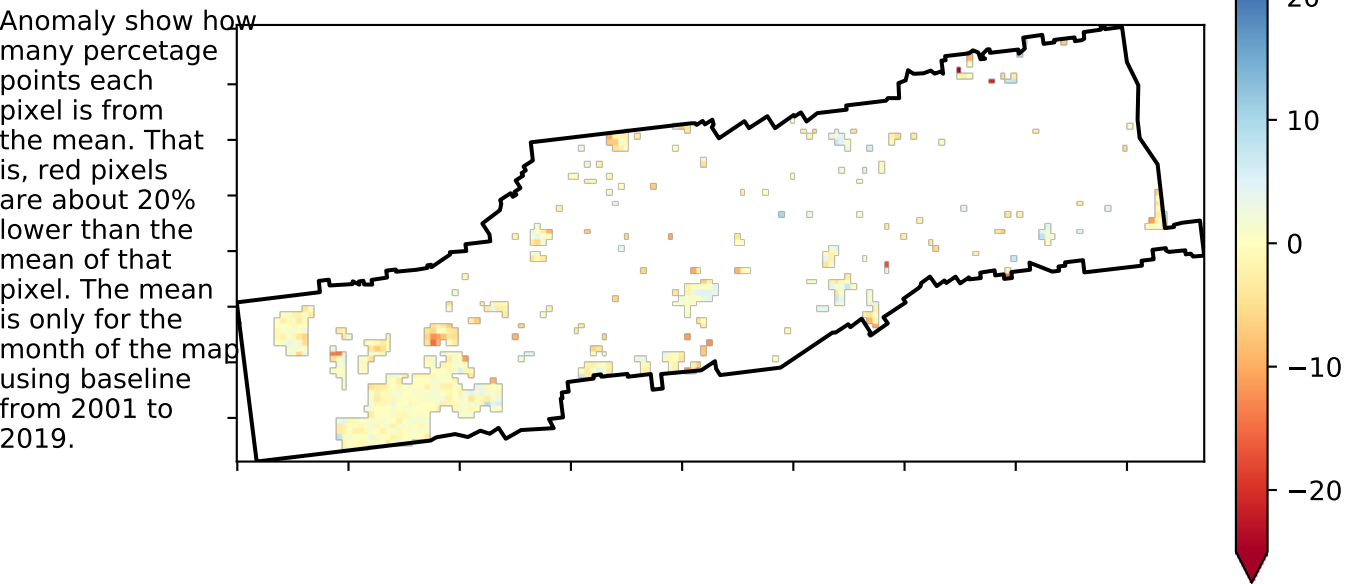 Anomaly show how
many percetage
points each
pixel is from
the mean. That
is, red pixels
are about 20%
lower than the
mean of that
pixel. The mean
is only for the
month of the map
using baseline
from 2001 to
2019.
20
10
0
−10
−20